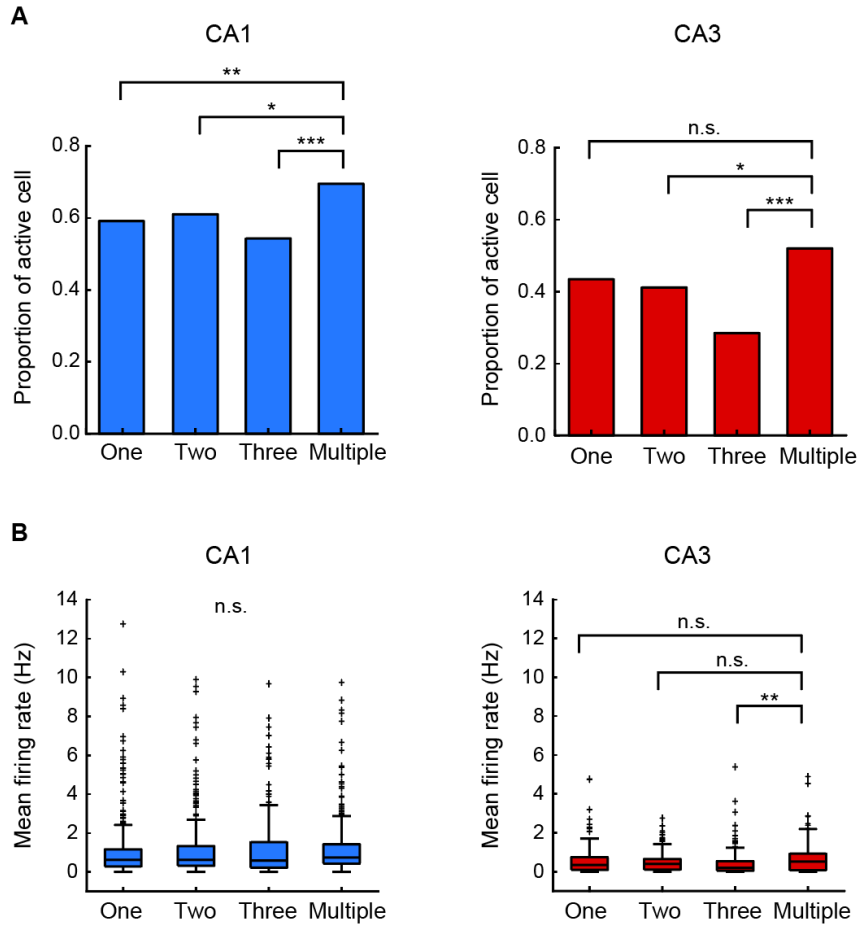 A
CA1
**
*
***
Proportion of active cell
0.8
0.6
0.4
0.2
0.0
One Two Three Multiple
CA3
n.s.
*
***
Proportion of active cell
0.8
0.6
0.4
0.2
0.0
One Two Three Multiple
B
CA1
n.s.
Mean firing rate (Hz)
14
12
10
8
6
4
2
0
One Two Three Multiple
CA3
n.s.
n.s.
**
Mean firing rate (Hz)
14
12
10
8
6
4
2
0
One Two Three Multiple